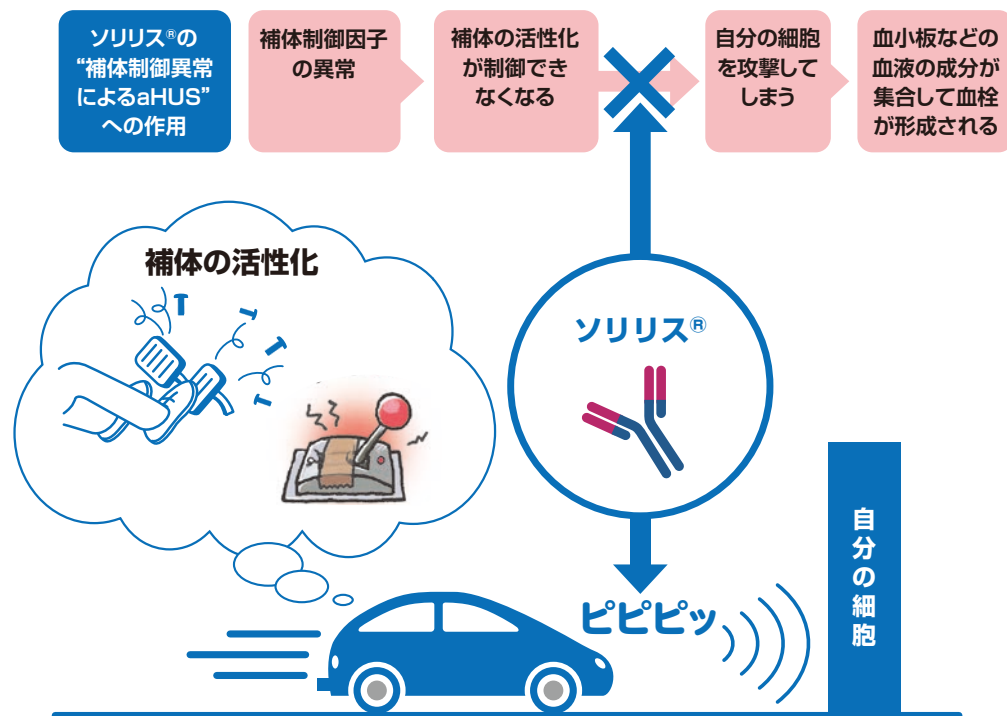 ソリリス®の
“補体制御異常
によるaHUS”
への作用
補体制御因子
の異常
補体の活性化
が制御でき
なくなる
自分の細胞
を攻撃して
しまう
血小板などの
血液の成分が
集合して血栓
が形成される
補体の活性化
ソリリス®
ピピピッ
自分の細胞